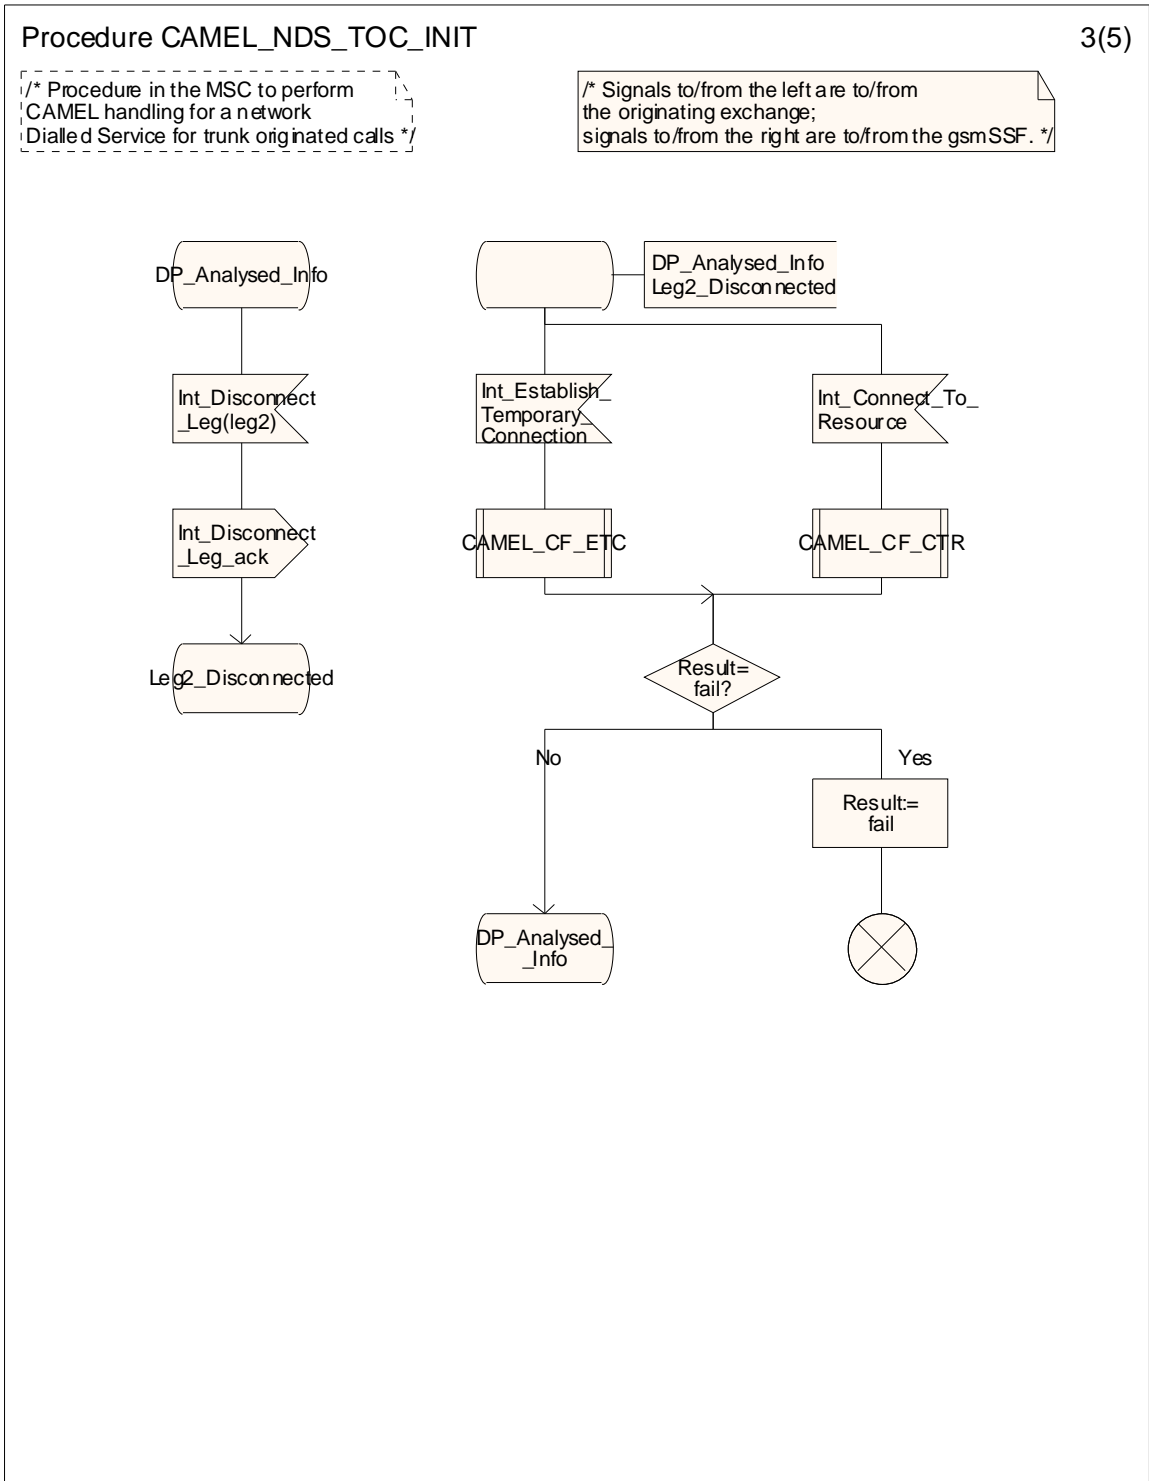 Procedure CAMEL_NDS_TOC_INIT
3(5)
/* Procedure in the MSC to perform
CAMEL handling for a network
Dialled Service for trunk originated calls */
/* Signals to/from the left are to/from
the originating exchange;
signals to/from the right are to/from the gsmSSF. */
DP_Analysed_Info
DP_Analysed_Info
Leg2_Disconnected
Int_Disconnect
_Leg(leg2)
Int_Establish_
Temporary_
Connection
Int_Connect_To_
Resource
Int_Disconnect
_Leg_ack
CAMEL_CF_ETC
CAMEL_CF_CTR
Leg2_Disconnected
Result=
fail?
No
Yes
Result:=
fail
DP_Analysed_
_Info